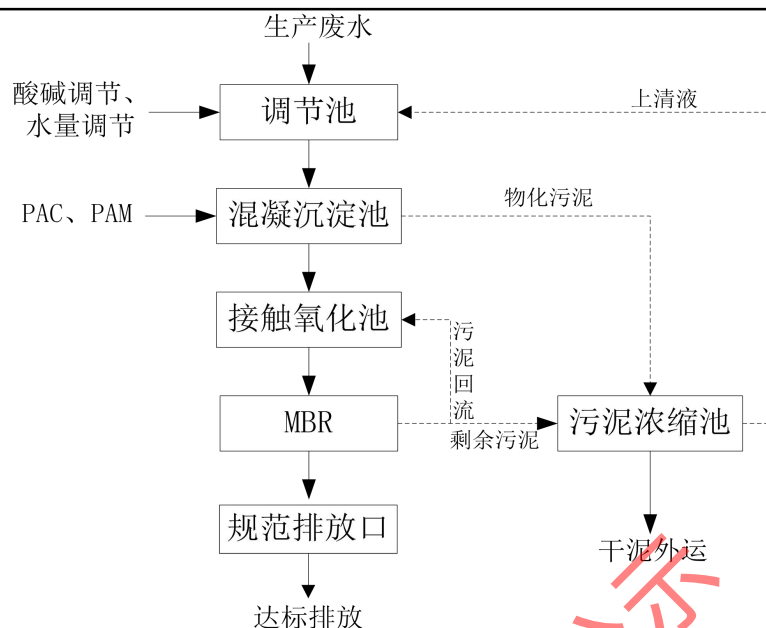 生产废水
酸碱调节、
水量调节
调节池
上清液
PAC、PAM
混凝沉淀池
物化污泥
接触氧化池
污泥回流
MBR
剩余污泥
污泥浓缩池
规范排放口
干泥外运
达标排放
示